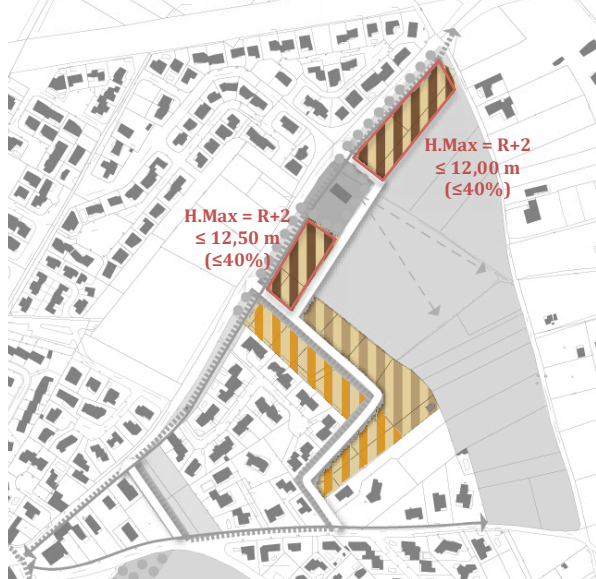 H.Max = R+2
≤ 12,00 m
(≤40%)
H.Max = R+2
≤ 12,50 m
(≤40%)